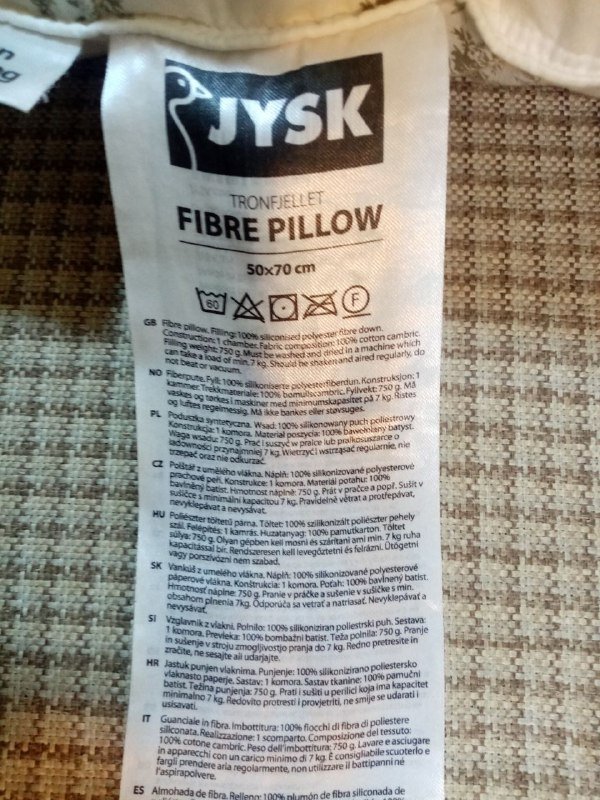 n
ng
JYSK
TRONFJELLET
FIBRE PILLOW
50x70 cm
60 F
GB Fibre pillow. Filling: 100% siliconised polyester fibre down.
Construction: 1 chamber. Fabric composition: 100% cotton cambric.
Filling weight: 750 g. Must be washed and dried in a machine which
can take a load of min. 7 kg. Should be shaken and aired regularly, do
not beat or vacuum.
NO Fiberpute. Fyll: 100% silikoniserte polyesterfiberdun. Konstruksjon: 1
kammer. Trekkmateriale: 100% bomullscambric. Fyllvekt: 750 g. Må
vaskes og tørkes i maskiner med minimumskapasitet på 7 kg. Ristes
og luftes regelmessig. Må ikke bankes eller støvsuges.
PL Poduszka syntetyczna. Wsad: 100% silikonowany puch poliestrowy
Konstrukcja: 1 komora. Materiał poszycia: 100% bawełniany batyst.
Waga wsadu: 750 g. Prać i suszyć w pralce lub pralkosuszarce o
ładowności przynajmniej 7 kg. Wietrzyć i wstrząsać regularnie, nie
trzepać oraz nie odkurzać.
CZ Polštář z umělého vlákna. Náplň: 100% silikonizované polyesterové
prachové peří. Konstrukce: 1 komora. Materiál potahu: 100%
bavlněný batist. Hmotnost náplně: 750 g. Prát v pračce a popř. Sušit v
sušičce s minimální kapacitou 7 kg. Pravidelně větrat a protřepávat,
nevyklepávat a nevysávat.
HU Poliészter töltetű párna. Töltet: 100% szilikonizált poliészter pehely
szál. Felépítés: 1 kamrás. Huzatanyag: 100% pamutkarton. Töltet
súlya: 750 g. Olyan gépben kell mosni és szárítani ami min. 7 kg ruha
kapacitással bír. Rendszeresen kell levegőztetni és felrázni. Ütögetni
vagy porszívózni nem szabad.
SK Vankúš z umelého vlákna. Náplň: 100% silikonizované polyesterové
páperové vlákna. Konštrukcia: 1 komora. Poťah: 100% bavlnený batist.
Hmotnosť náplne: 750 g. Pranie v práčke a sušenie v sušičke s min.
obsahom plnenia 7kg. Odporúča sa vetrať a natriasať. Nevyklepávať a
nevysávať.
SI Vzglavnik z vlakni. Polnilo: 100% silikoniziran poliestrski puh. Sestava:
1 komora. Prevleka: 100% bombažni batist. Teža polnila: 750 g. Pranje
in sušenje v stroju zmogljivostjo pranja do 7 kg. Redno pretresite in
zračite, ne sesajte ali udarjajte.
HR Jastuk punjen vlaknima. Punjenje: 100% silikonizirano poliestersko
vlaknasto paperje. Sastav: 1 komora. Sastav tkanine: 100% pamučni
batist. Težina punjenja: 750 g. Prati i sušiti u perilici koja ima kapacitet
minimalno 7 kg. Redovito protresti i provjetriti, ne smije se udarati i
usisavati.
IT Guanciale in fibra. Imbottitura: 100% fiocchi di fibra di poliestere
siliconata. Realizzazione: 1 scomparto. Composizione del tessuto:
100% cotone cambric. Peso dell'imbottitura: 750 g. Lavare e asciugare
in apparecchi con un carico minimo di 7 kg. È consigliabile scuoterlo e
fargli prendere aria regolarmente, non utilizzare il battipanni né
l'aspirapolvere.
ES Almohada de fibra. Relleno: 100% plumón de fibra siliconada de